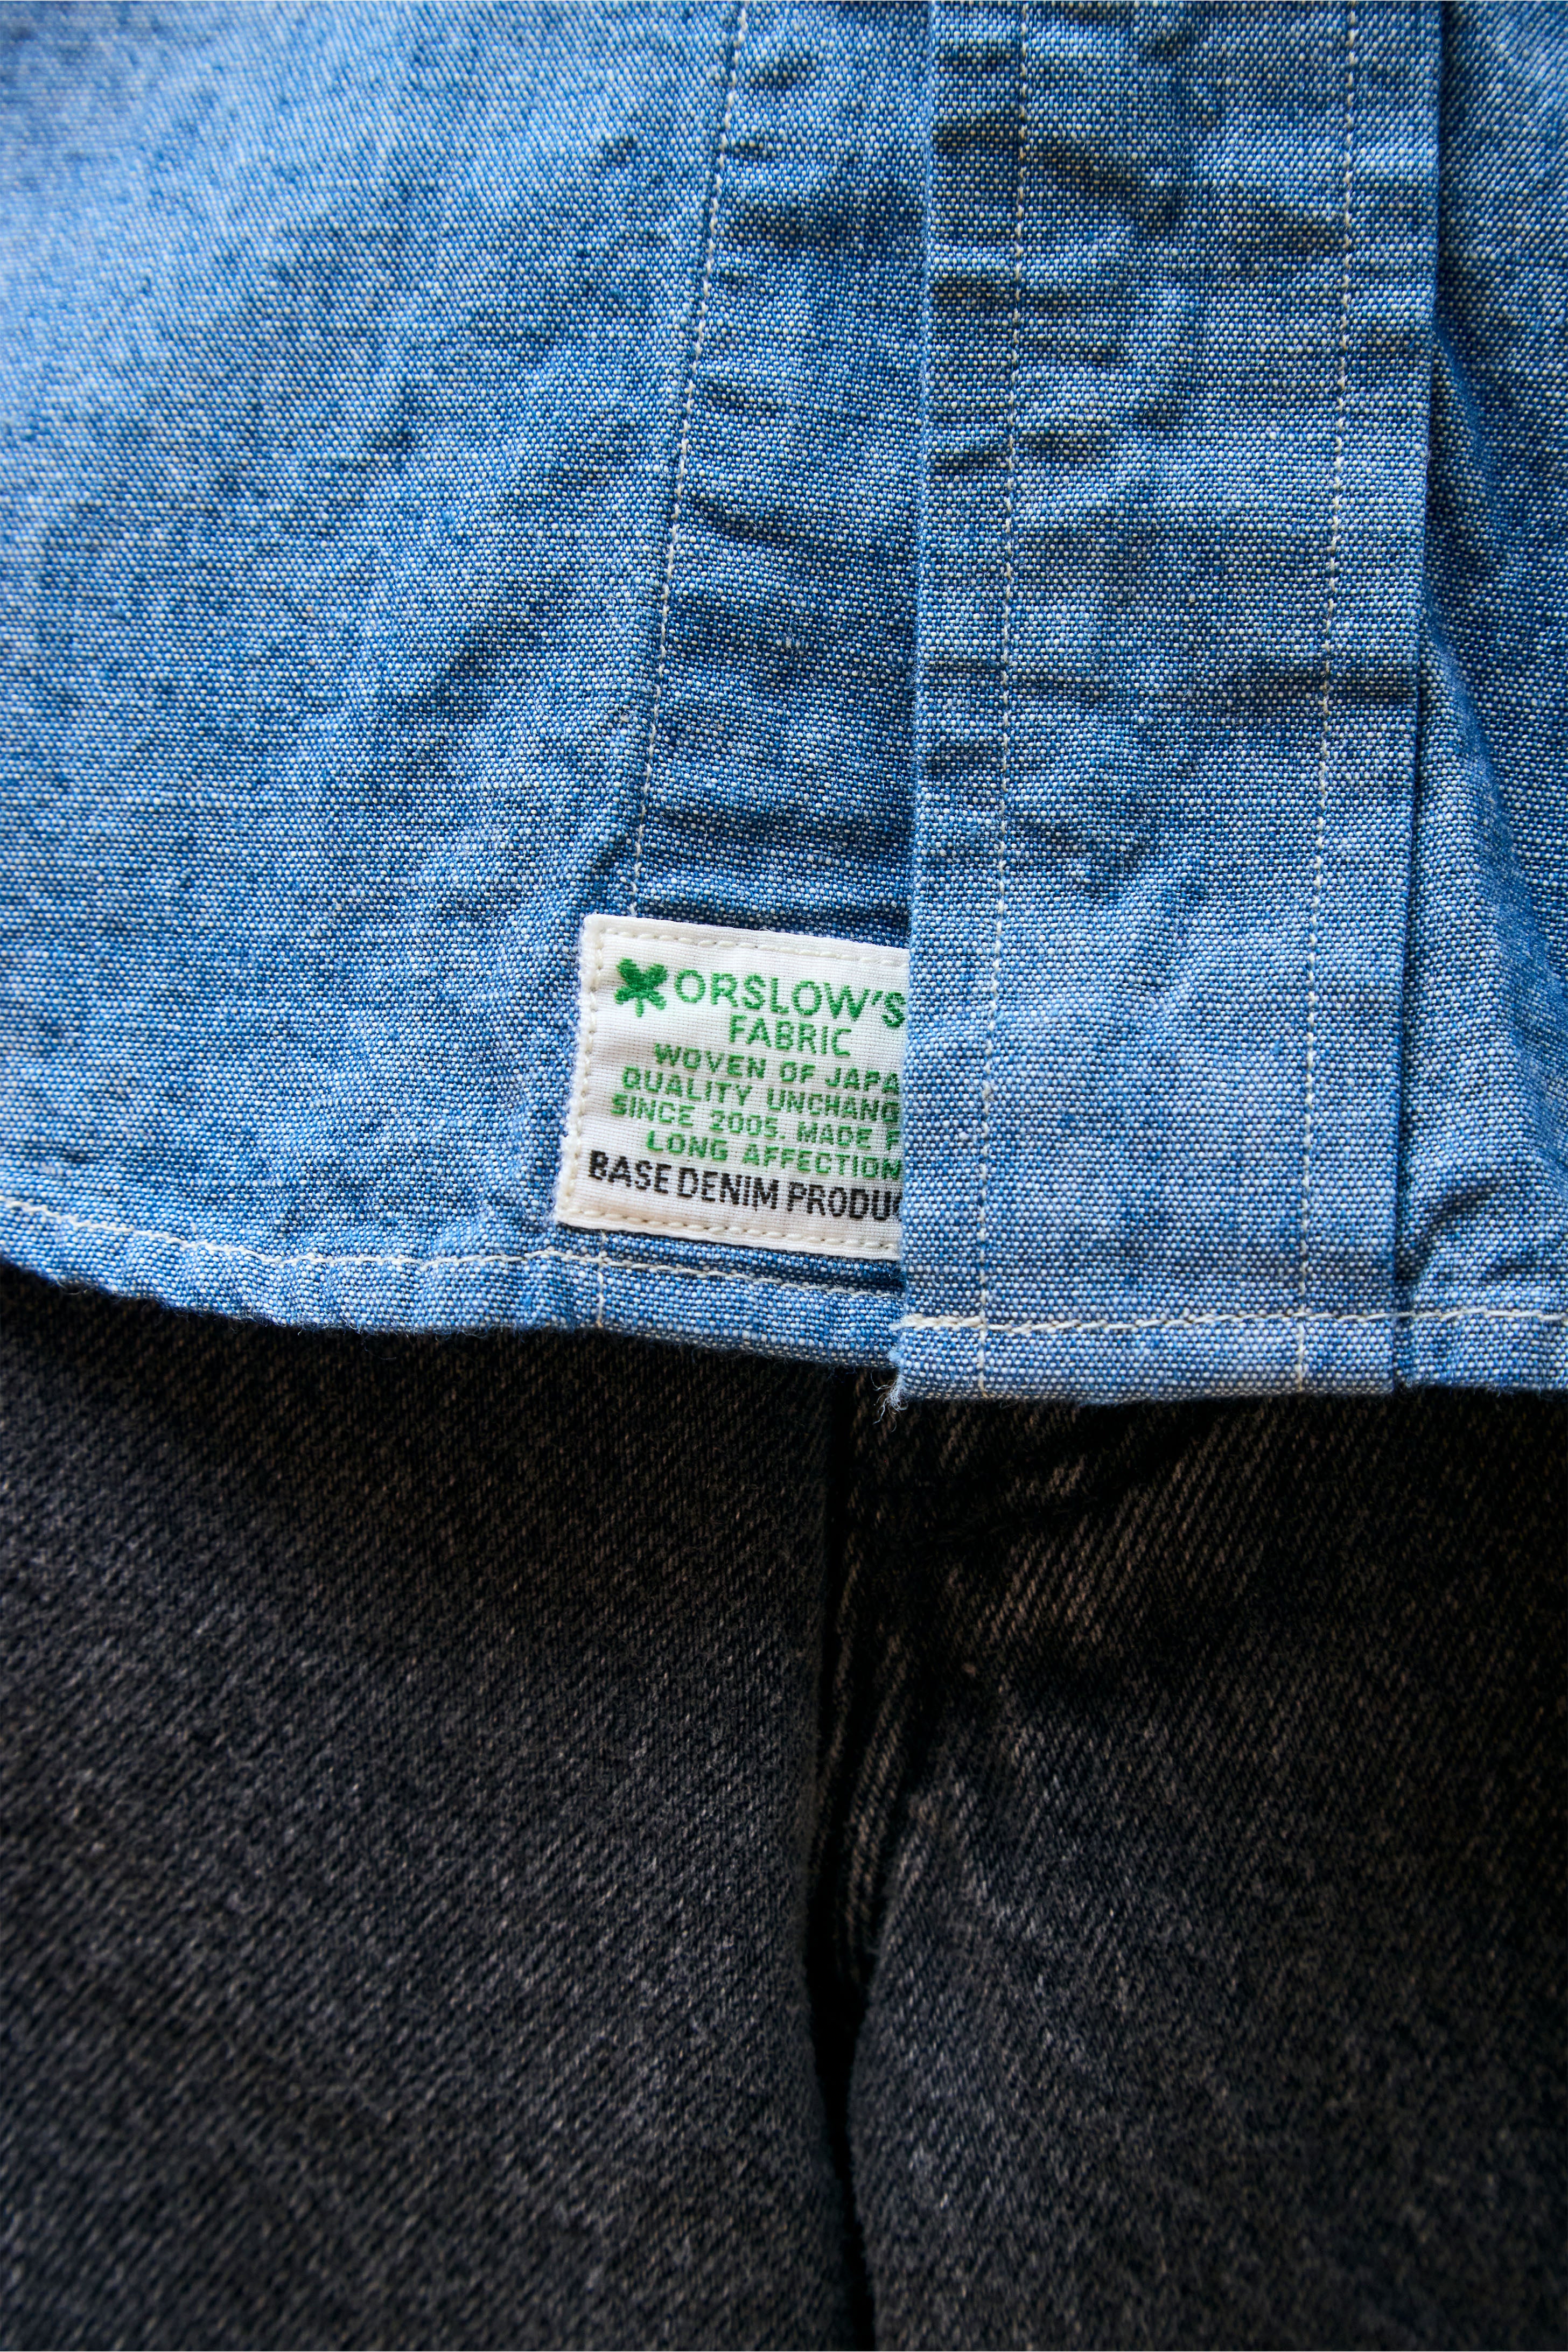 ORSLOW'S
FABRIC
WOVEN OF JAPA
QUALITY UNCHANG
SINCE 2005. MADE F
LONG AFFECTION
BASE DENIM PRODUC